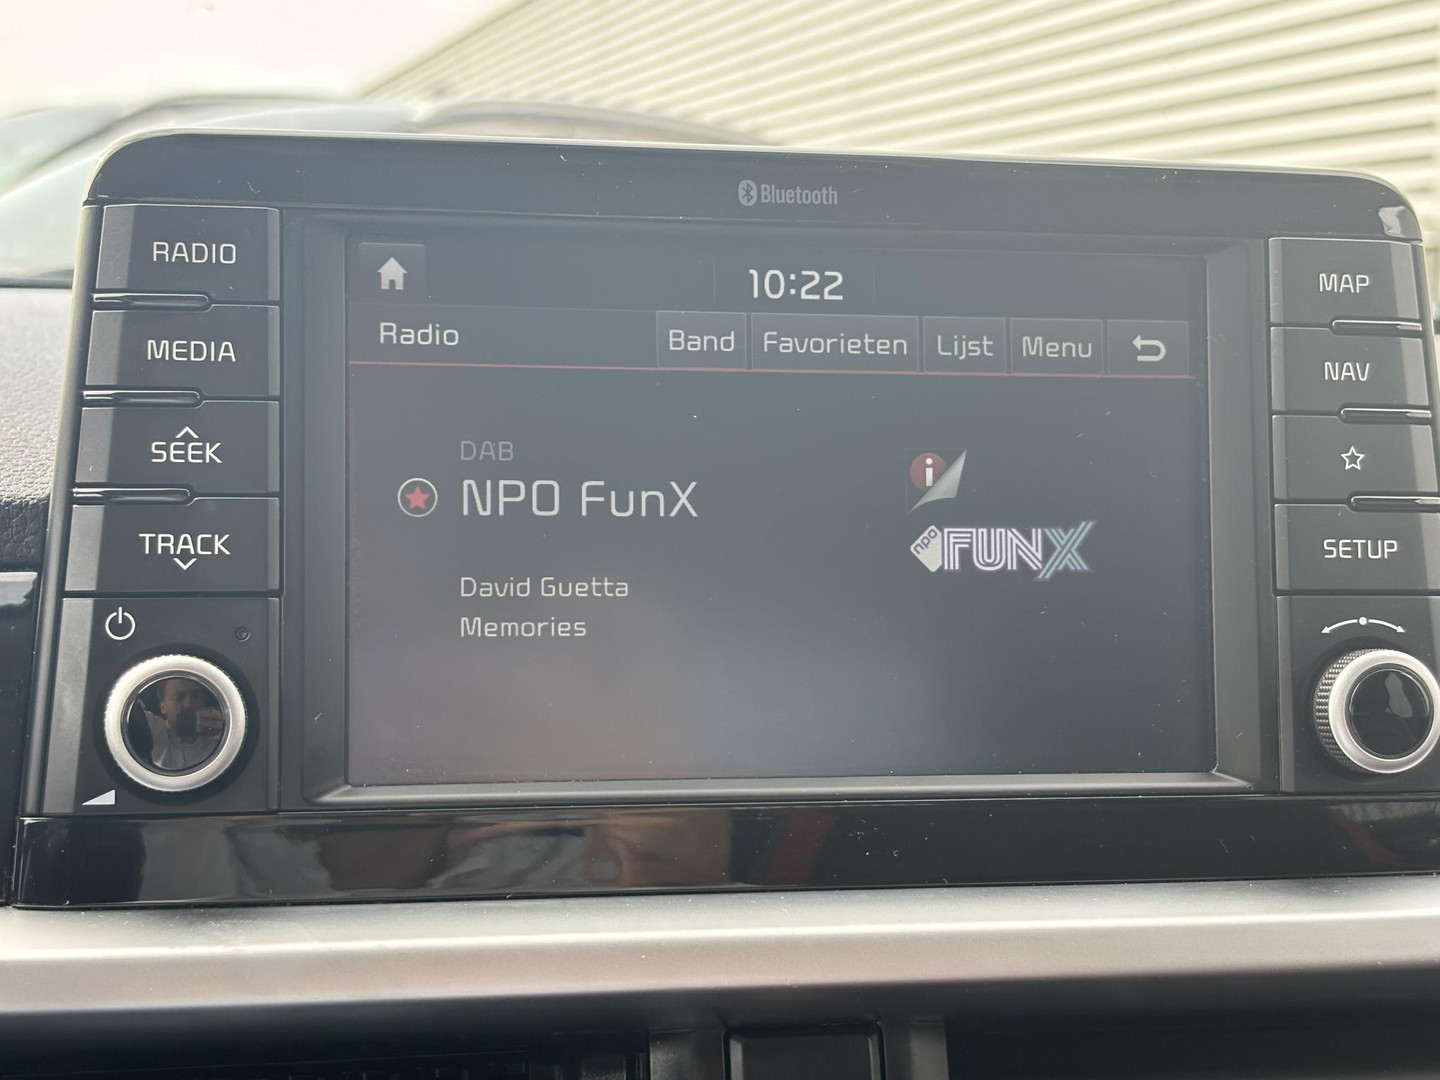 Bluetooth
RADIO
MEDIA
SEEK
TRACK
10:22
Radio
Band
Favorieten
Lijst
Menu
DAB
NPO FunX
David Guetta
Memories
i
npo FUNX
MAP
NAV
SETUP